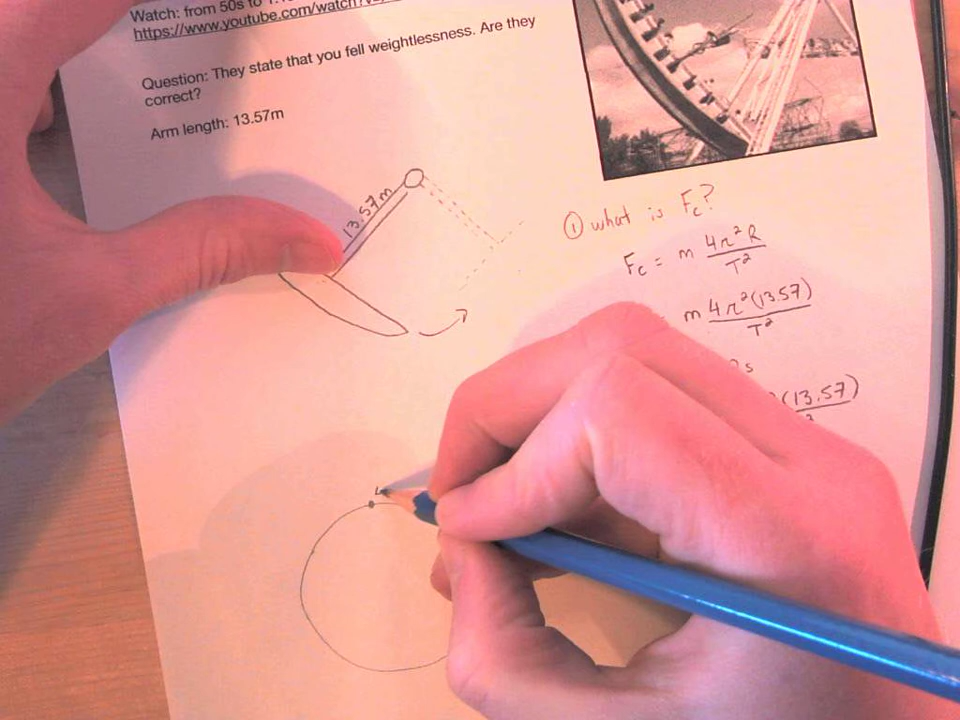 Watch: from 50s to
https://www.youtube.com/watch?v=
Question: They state that you fell weightlessness. Are they
correct?
Arm length: 13.57m
13.57m
① what is Fc?
Fc = m 4π²R
T²
m 4π²(13.57)
T²
s
(13.57)